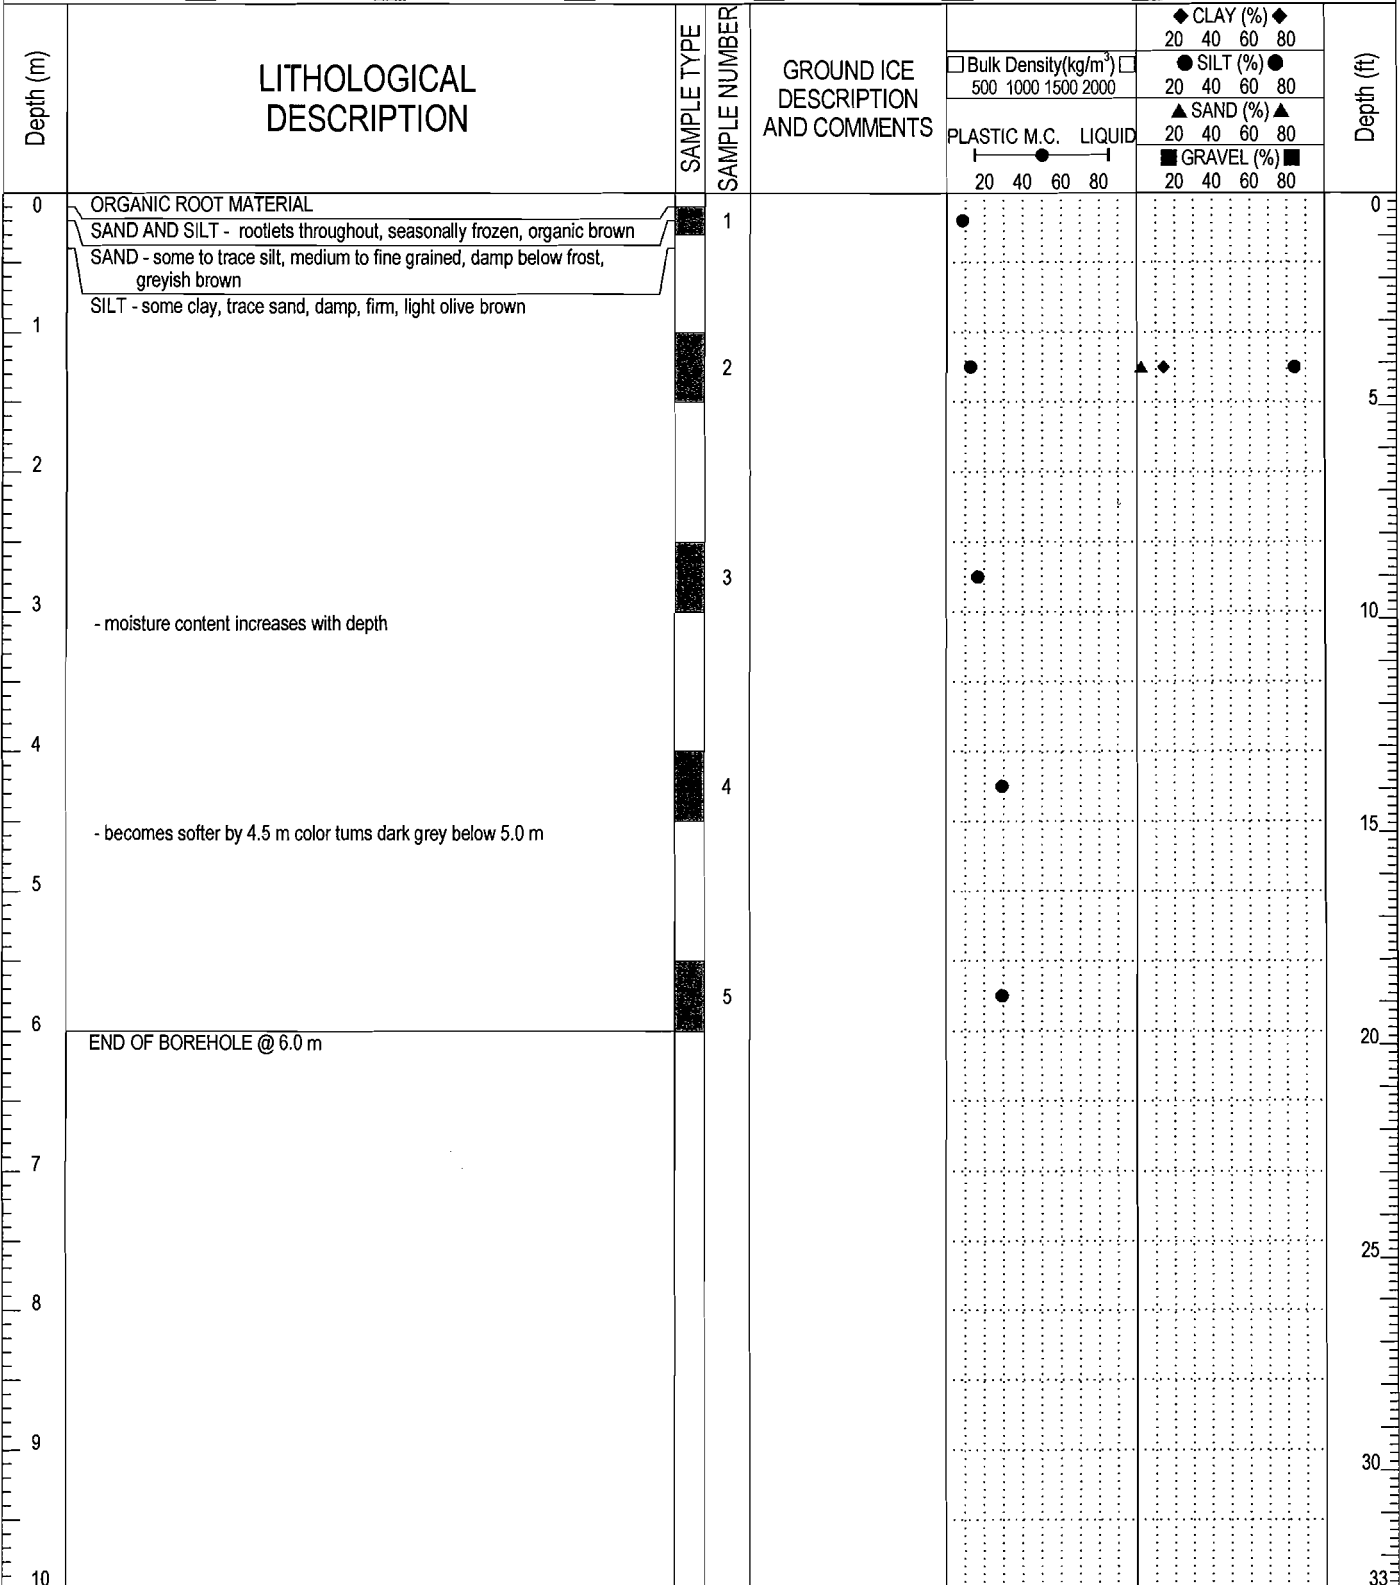 Depth (m)
LITHOLOGICAL
DESCRIPTION
SAMPLE TYPE
SAMPLE NUMBER
GROUND ICE
DESCRIPTION
AND COMMENTS
Bulk Density(kg/m³)
500 1000 1500 2000
PLASTIC M.C. LIQUID
20 40 60 80
CLAY (%)
20 40 60 80
SILT (%)
20 40 60 80
SAND (%)
20 40 60 80
GRAVEL (%)
20 40 60 80
Depth (ft)
0
ORGANIC ROOT MATERIAL
1
0
SAND AND SILT - rootlets throughout, seasonally frozen, organic brown
SAND - some to trace silt, medium to fine grained, damp below frost,
greyish brown
SILT - some clay, trace sand, damp, firm, light olive brown
1
2
5
2
3
3
10
- moisture content increases with depth
4
4
15
- becomes softer by 4.5 m color turns dark grey below 5.0 m
5
5
6
20
END OF BOREHOLE @ 6.0 m
7
25
8
9
30
10
33